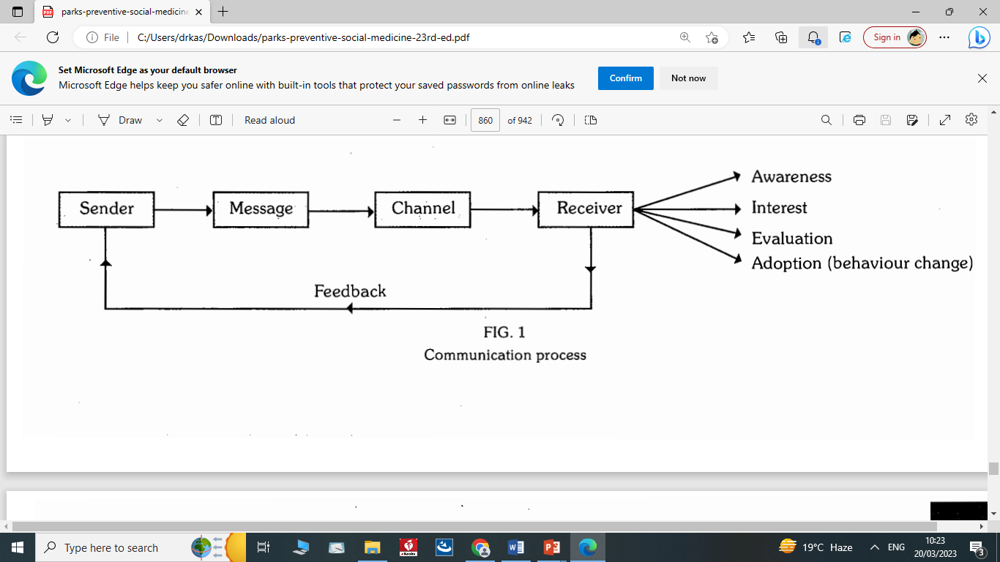 parks-preventive-social-medicine
File
C:/Users/drkas/Downloads/parks-preventive-social-medicine-23rd-ed.pdf
Sign in
Set Microsoft Edge as your default browser
Microsoft Edge helps keep you safer online with built-in tools that protect your saved passwords from online leaks
Confirm
Not now
Draw
Read aloud
860 of 942
Sender
Message
Channel
Receiver
Awareness
Interest
Evaluation
Adoption (behaviour change)
Feedback
FIG. 1
Communication process
Type here to search
19°C Haze
ENG
10:23
20/03/2023
3